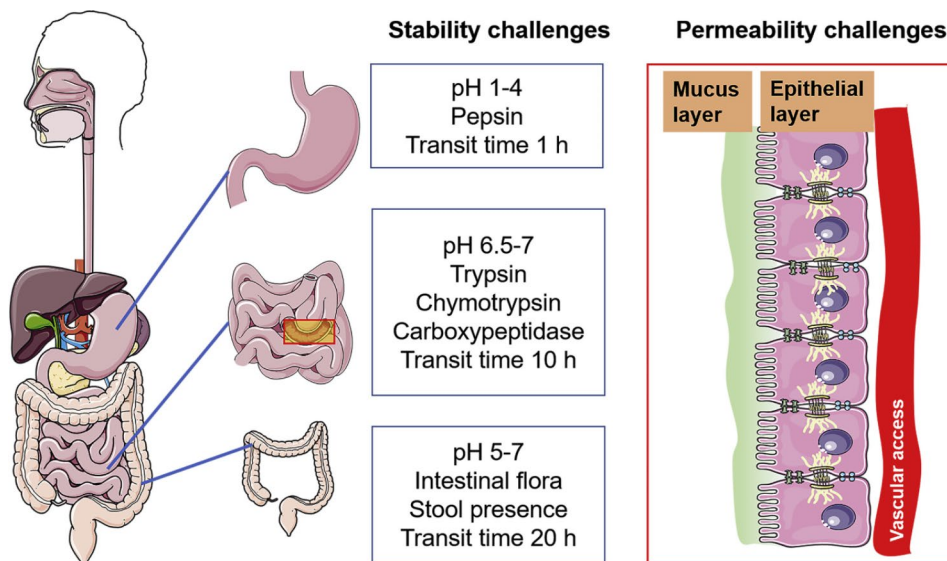 Stability challenges
pH 1-4
Pepsin
Transit time 1 h
pH 6.5-7
Trypsin
Chymotrypsin
Carboxypeptidase
Transit time 10 h
pH 5-7
Intestinal flora
Stool presence
Transit time 20 h
Permeability challenges
Mucus
layer
Epithelial
layer
Vascular access